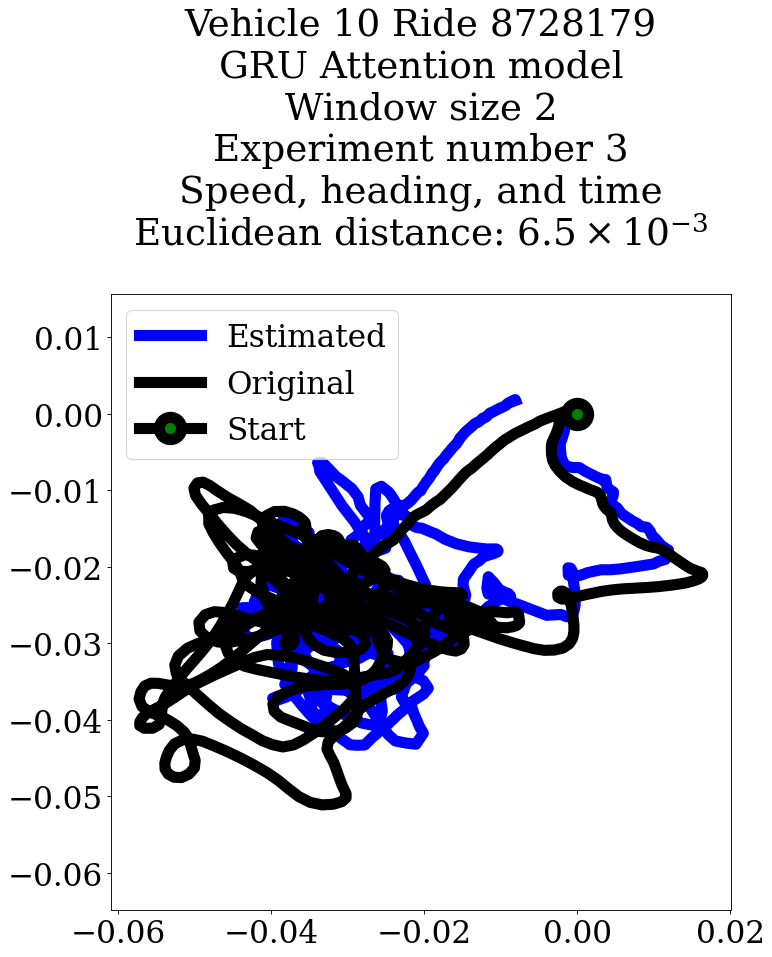 Vehicle 10 Ride 8728179
GRU Attention model
Window size 2
Experiment number 3
Speed, heading, and time
Euclidean distance: 6.5 × 10⁻³
Estimated
Original
Start
0.01
0.00
−0.01
−0.02
−0.03
−0.04
−0.05
−0.06
−0.06 −0.04 −0.02 0.00 0.02